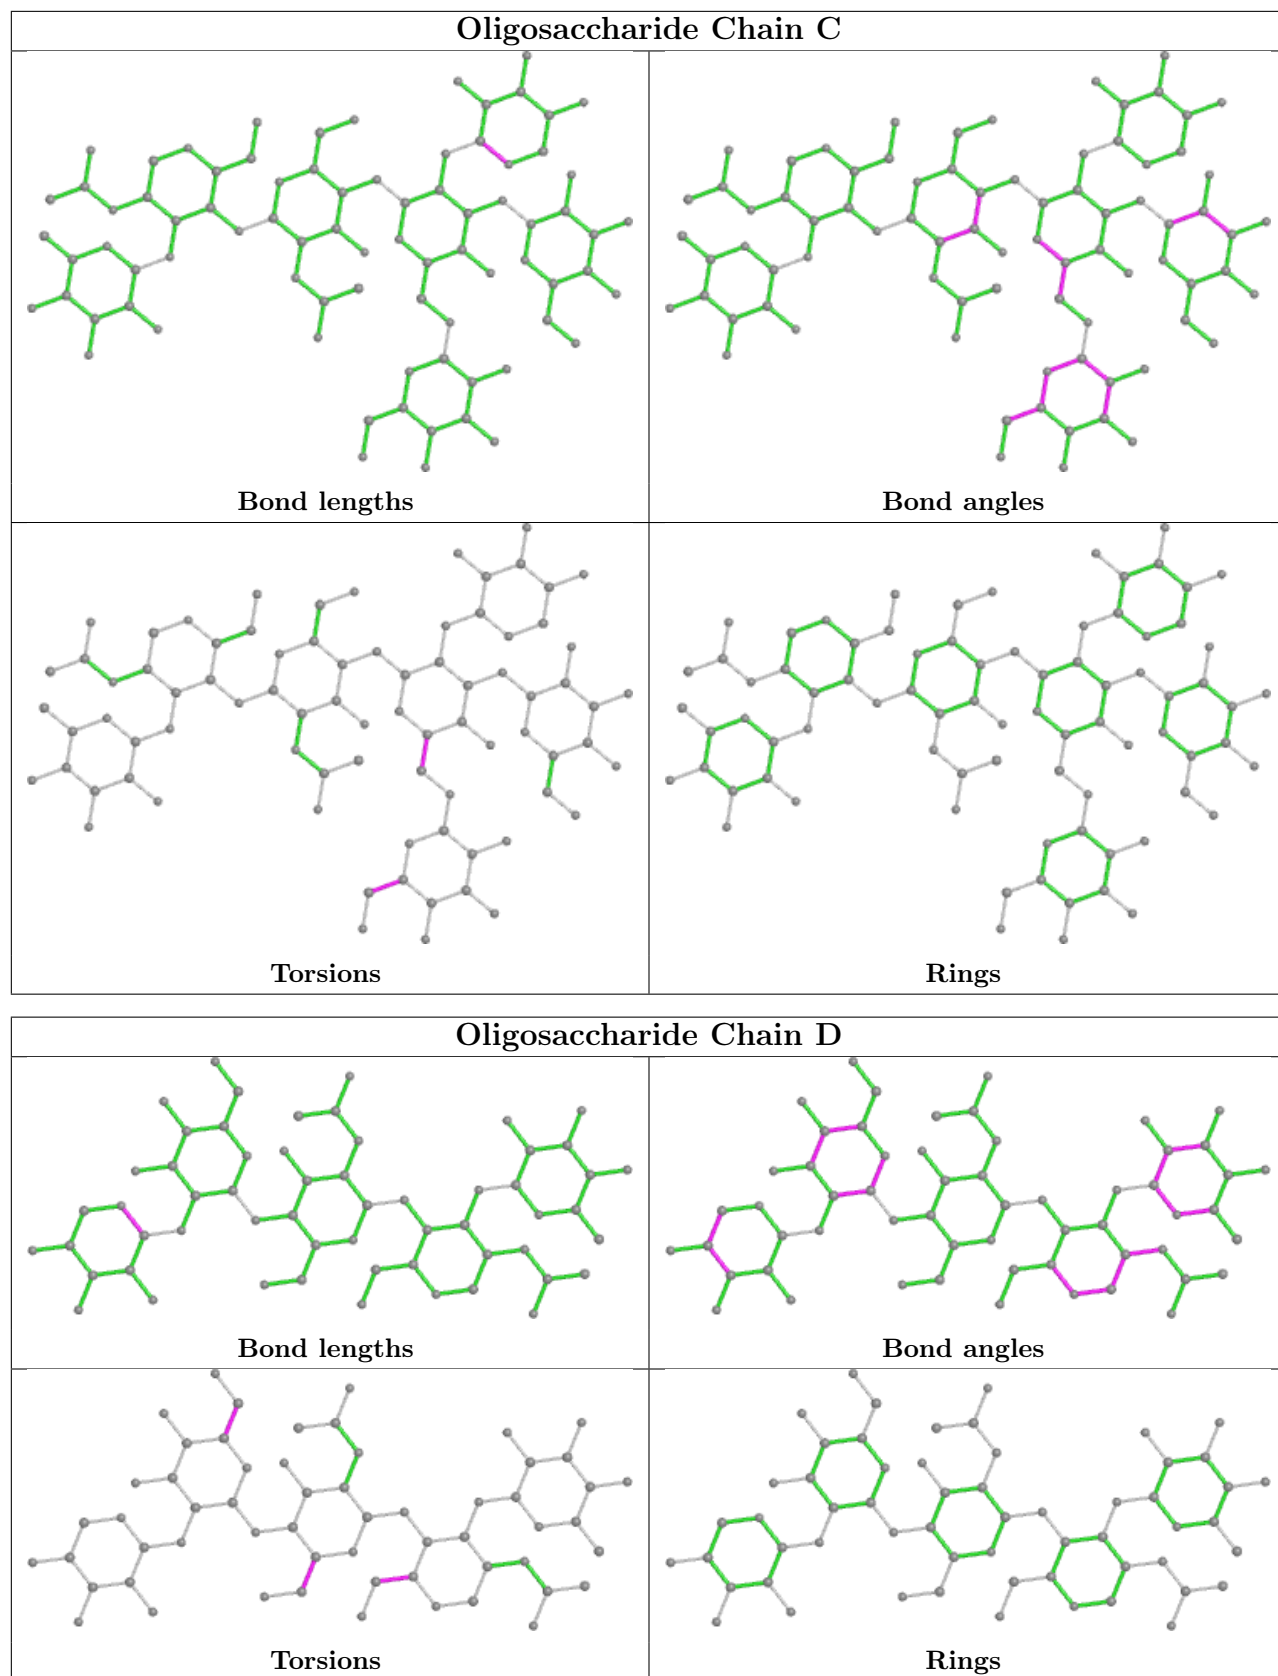 Oligosaccharide Chain C
Bond lengths
Bond angles
Torsions
Rings
Oligosaccharide Chain D
Bond lengths
Bond angles
Torsions
Rings